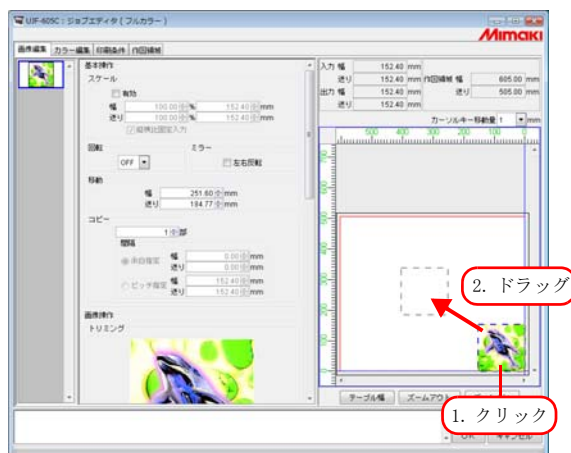 UJF-605C : ジョブエディタ ( フルカラー )
Mimaki
画像編集 カラー編集 印刷条件 作図領域
基本操作
スケール
有効
幅 100.00 % 152.40 mm
送り 100.00 % 152.40 mm
縦横比固定入力
回転 ミラー
OFF 左右反転
移動
幅 251.60 mm
送り 184.77 mm
コピー
1 部
間隔
余白指定 幅 0.00 mm
送り 0.00 mm
ピッチ指定 幅 152.40 mm
送り 152.40 mm
画像操作
トリミング
入力 幅 152.40 mm
送り 152.40 mm 作図領域 幅 605.00 mm
出力 幅 152.40 mm 送り 505.00 mm
送り 152.40 mm
カーソルキー移動量 1 mm
500 400 300 200 100 0
2. ドラッグ
1. クリック
テーブル幅 ズームアウト
OK キャンセル